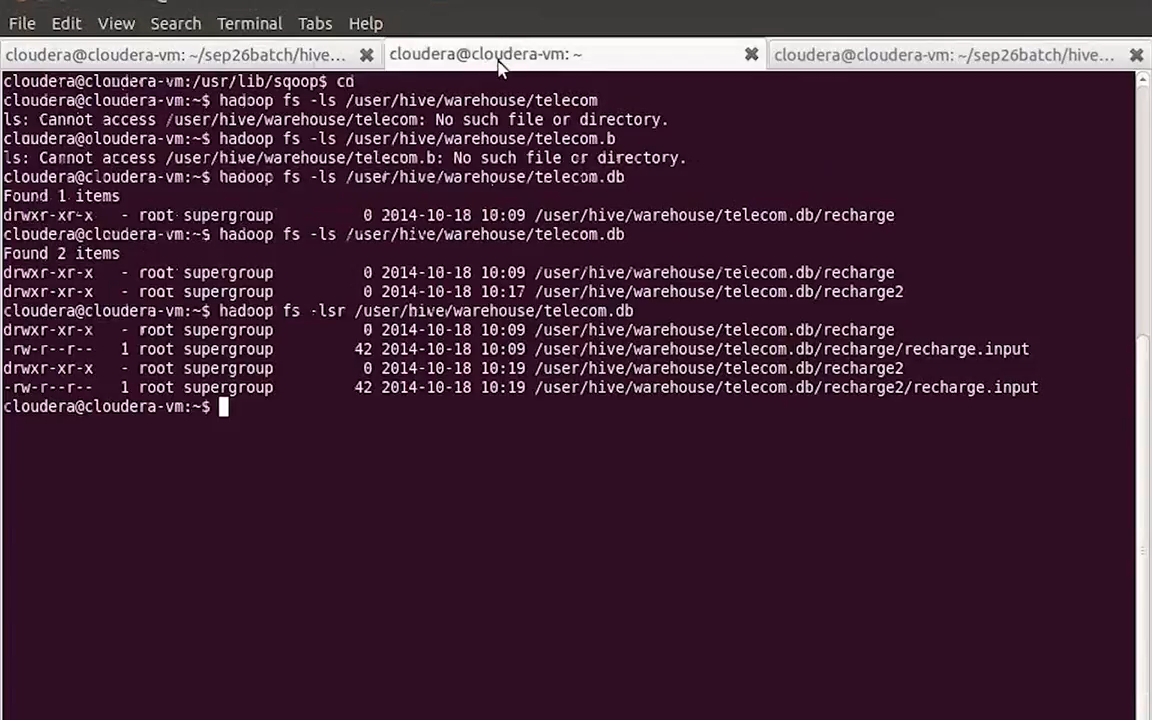 File Edit View Search Terminal Tabs Help
cloudera@cloudera-vm: ~/sep26batch/hive... cloudera@cloudera-vm: ~ cloudera@cloudera-vm: ~/sep26batch/hive...
cloudera@cloudera-vm:/usr/lib/sqoop$ cd
cloudera@cloudera-vm:~$ hadoop fs -ls /user/hive/warehouse/telecom
ls: Cannot access /user/hive/warehouse/telecom: No such file or directory.
cloudera@cloudera-vm:~$ hadoop fs -ls /user/hive/warehouse/telecom.b
ls: Cannot access /user/hive/warehouse/telecom.b: No such file or directory.
cloudera@cloudera-vm:~$ hadoop fs -ls /user/hive/warehouse/telecom.db
Found 1 items
drwxr-xr-x   - root supergroup          0 2014-10-18 10:09 /user/hive/warehouse/telecom.db/recharge
cloudera@cloudera-vm:~$ hadoop fs -ls /user/hive/warehouse/telecom.db
Found 2 items
drwxr-xr-x   - root supergroup          0 2014-10-18 10:09 /user/hive/warehouse/telecom.db/recharge
drwxr-xr-x   - root supergroup          0 2014-10-18 10:17 /user/hive/warehouse/telecom.db/recharge2
cloudera@cloudera-vm:~$ hadoop fs -lsr /user/hive/warehouse/telecom.db
drwxr-xr-x   - root supergroup          0 2014-10-18 10:09 /user/hive/warehouse/telecom.db/recharge
-rw-r--r--   1 root supergroup         42 2014-10-18 10:09 /user/hive/warehouse/telecom.db/recharge/recharge.input
drwxr-xr-x   - root supergroup          0 2014-10-18 10:19 /user/hive/warehouse/telecom.db/recharge2
-rw-r--r--   1 root supergroup         42 2014-10-18 10:19 /user/hive/warehouse/telecom.db/recharge2/recharge.input
cloudera@cloudera-vm:~$